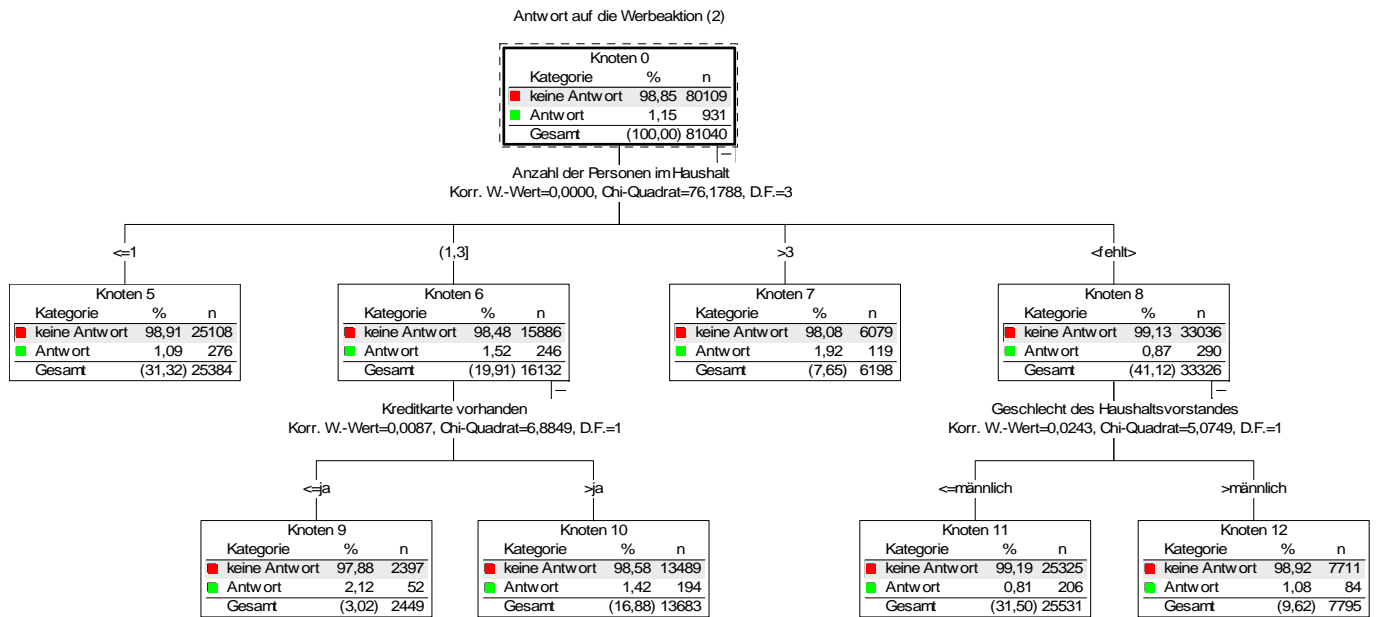 Antwort auf die Werbeaktion (2)
Knoten 0
Kategorie % n
keine Antwort 98,85 80109
Antwort 1,15 931
Gesamt (100,00) 81040
Anzahl der Personen im Haushalt
Korr. W.-Wert=0,0000, Chi-Quadrat=76,1788, D.F.=3
<=1
(1,3]
>3
<fehlt>
Knoten 5
Kategorie % n
keine Antwort 98,91 25108
Antwort 1,09 276
Gesamt (31,32) 25384
Knoten 6
Kategorie % n
keine Antwort 98,48 15886
Antwort 1,52 246
Gesamt (19,91) 16132
Knoten 7
Kategorie % n
keine Antwort 98,08 6079
Antwort 1,92 119
Gesamt (7,65) 6198
Knoten 8
Kategorie % n
keine Antwort 99,13 33036
Antwort 0,87 290
Gesamt (41,12) 33326
Kreditkarte vorhanden
Korr. W.-Wert=0,0087, Chi-Quadrat=6,8849, D.F.=1
Geschlecht des Haushaltsvorstandes
Korr. W.-Wert=0,0243, Chi-Quadrat=5,0749, D.F.=1
<=ja
>ja
<=männlich
>männlich
Knoten 9
Kategorie % n
keine Antwort 97,88 2397
Antwort 2,12 52
Gesamt (3,02) 2449
Knoten 10
Kategorie % n
keine Antwort 98,58 13489
Antwort 1,42 194
Gesamt (16,88) 13683
Knoten 11
Kategorie % n
keine Antwort 99,19 25325
Antwort 0,81 206
Gesamt (31,50) 25531
Knoten 12
Kategorie % n
keine Antwort 98,92 7711
Antwort 1,08 84
Gesamt (9,62) 7795